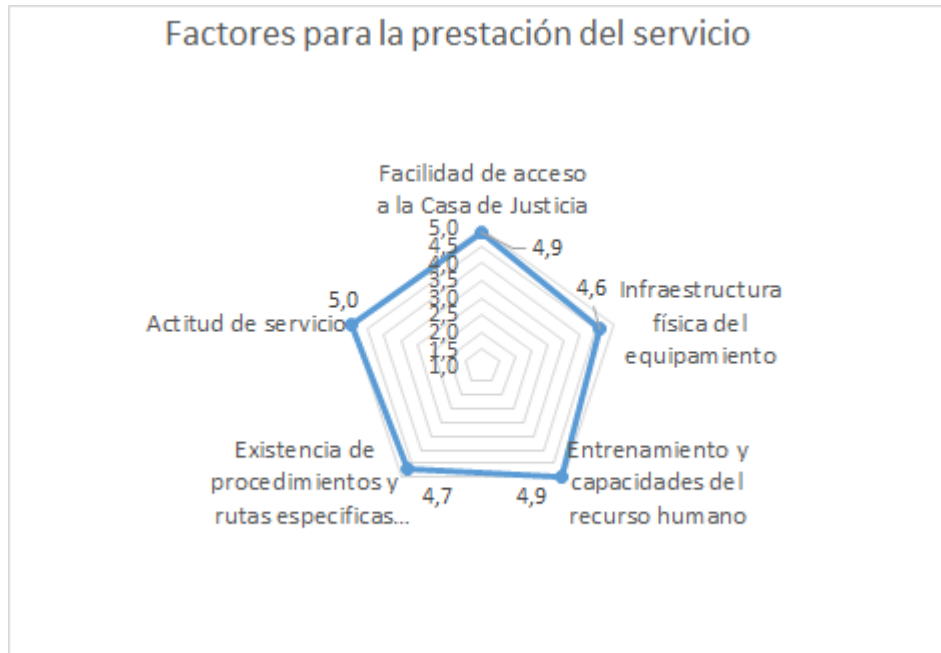 Factores para la prestación del servicio
Facilidad de acceso
a la Casa de Justicia
5,0
4,5
4,0
3,5
3,0
2,5
2,0
1,5
1,0
4,9
4,6
Infraestructura
física del
equipamiento
Entrenamiento y
capacidades del
recurso humano
4,9
Existencia de
procedimientos y
rutas especificas...
4,7
Actitud de servicio
5,0